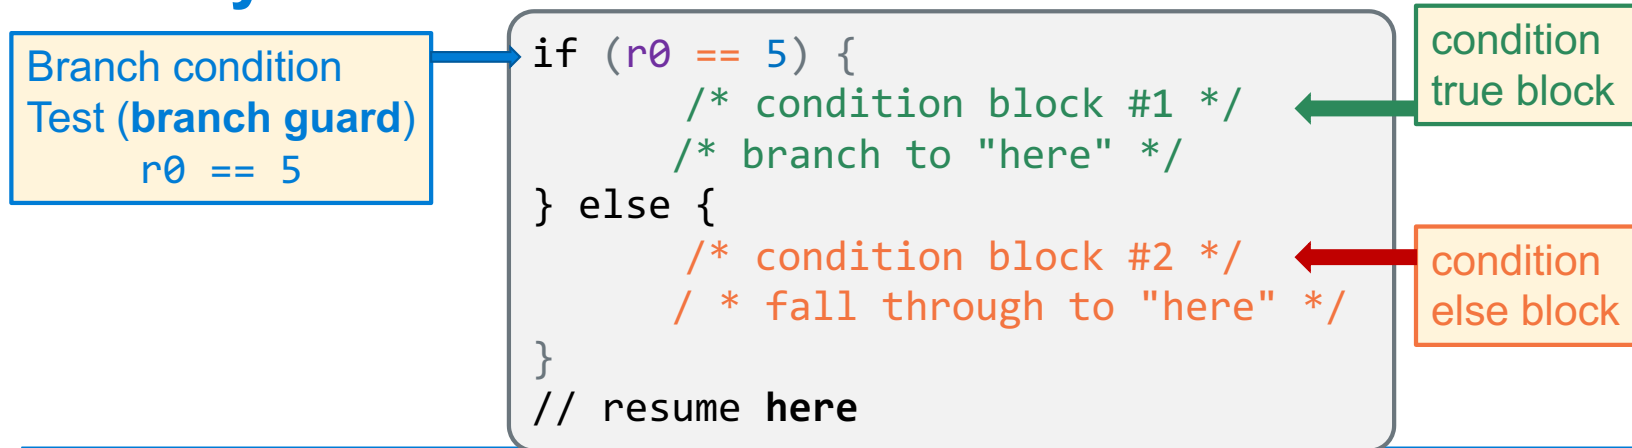 Branch condition
Test (branch guard)
r0 == 5
if (r0 == 5) {
/* condition block #1 */
/* branch to "here" */
} else {
/* condition block #2 */
/ * fall through to "here" */
}
// resume here
condition
true block
condition
else block